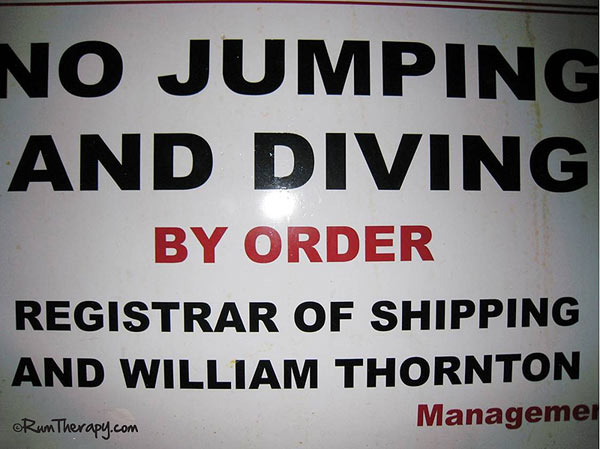 NO JUMPING
AND DIVING
BY ORDER
REGISTRAR OF SHIPPING
AND WILLIAM THORNTON
Managemen
©RumTherapy.com